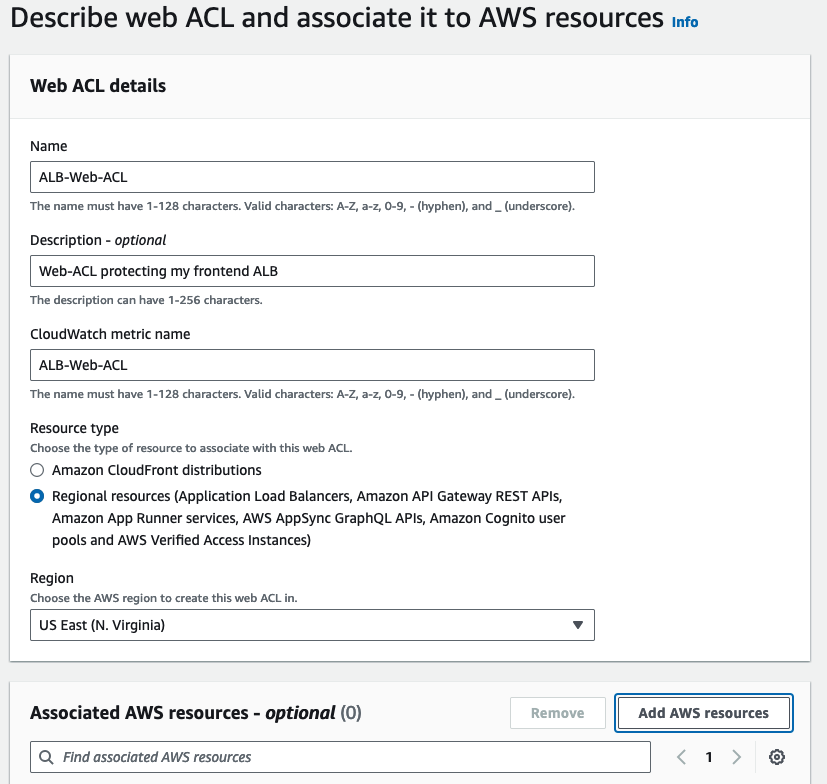 Describe web ACL and associate it to AWS resources Info
Web ACL details
Name
ALB-Web-ACL
The name must have 1-128 characters. Valid characters: A-Z, a-z, 0-9, - (hyphen), and _ (underscore).
Description - optional
Web-ACL protecting my frontend ALB
The description can have 1-256 characters.
CloudWatch metric name
ALB-Web-ACL
The name must have 1-128 characters. Valid characters: A-Z, a-z, 0-9, - (hyphen), and _ (underscore).
Resource type
Choose the type of resource to associate with this web ACL.
Amazon CloudFront distributions
Regional resources (Application Load Balancers, Amazon API Gateway REST APIs,
Amazon App Runner services, AWS AppSync GraphQL APIs, Amazon Cognito user
pools and AWS Verified Access Instances)
Region
Choose the AWS region to create this web ACL in.
US East (N. Virginia)
Associated AWS resources - optional (0)
Remove
Add AWS resources
Find associated AWS resources
1